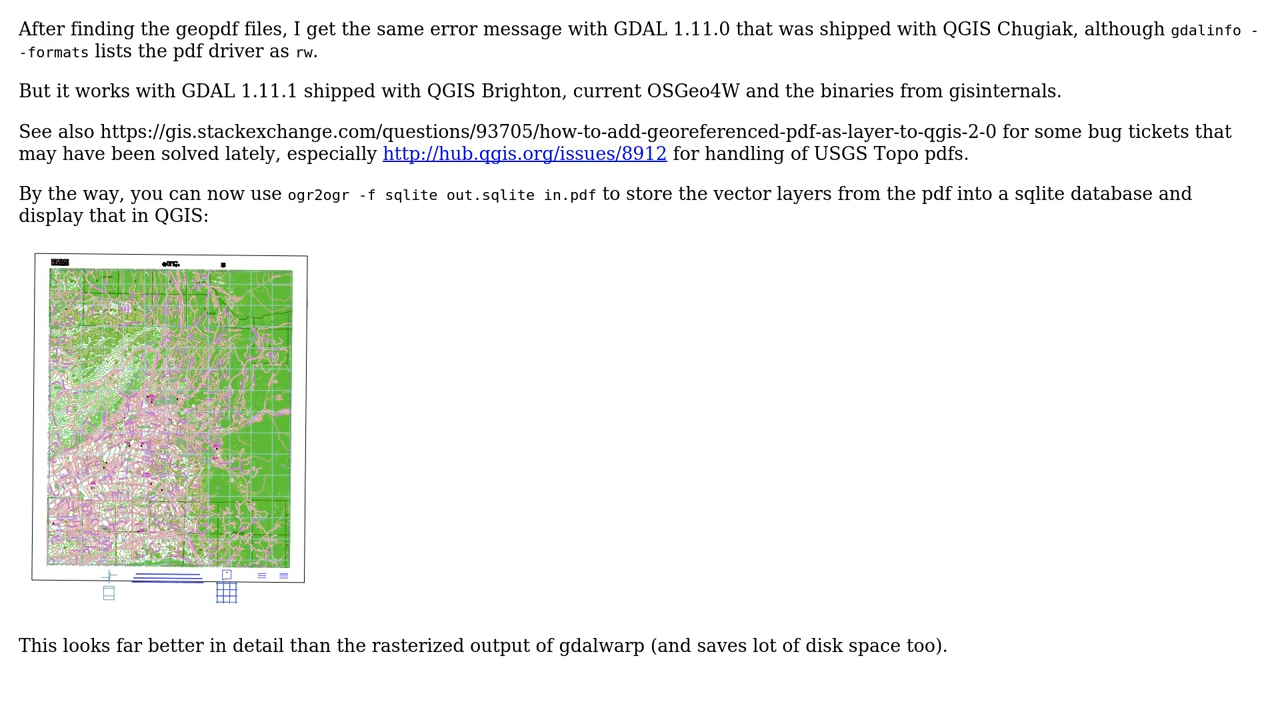 After finding the geopdf files, I get the same error message with GDAL 1.11.0 that was shipped with QGIS Chugiak, although gdalinfo -
-formats lists the pdf driver as rw.
But it works with GDAL 1.11.1 shipped with QGIS Brighton, current OSGeo4W and the binaries from gisinternals.
See also https://gis.stackexchange.com/questions/93705/how-to-add-georeferenced-pdf-as-layer-to-qgis-2-0 for some bug tickets that
may have been solved lately, especially http://hub.qgis.org/issues/8912 for handling of USGS Topo pdfs.
By the way, you can now use ogr2ogr -f sqlite out.sqlite in.pdf to store the vector layers from the pdf into a sqlite database and
display that in QGIS:
This looks far better in detail than the rasterized output of gdalwarp (and saves lot of disk space too).